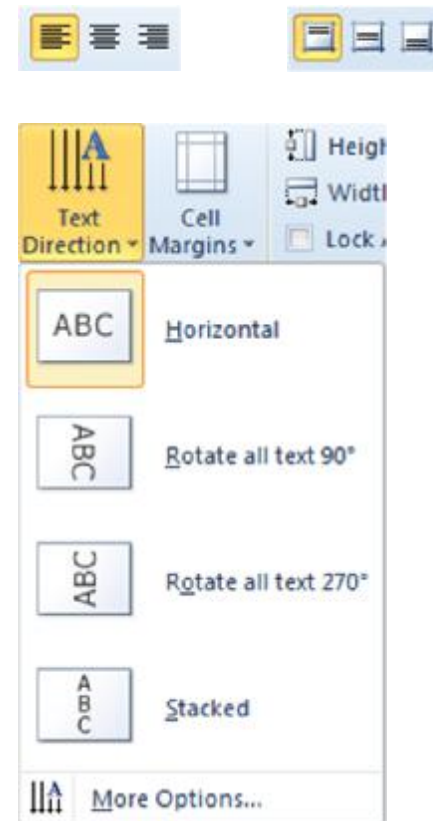 Heigh
Text Direction
Cell Margins
Widt
Lock
ABC
Horizontal
ABC
Rotate all text 90°
ABC
Rotate all text 270°
A
B
C
Stacked
More Options...